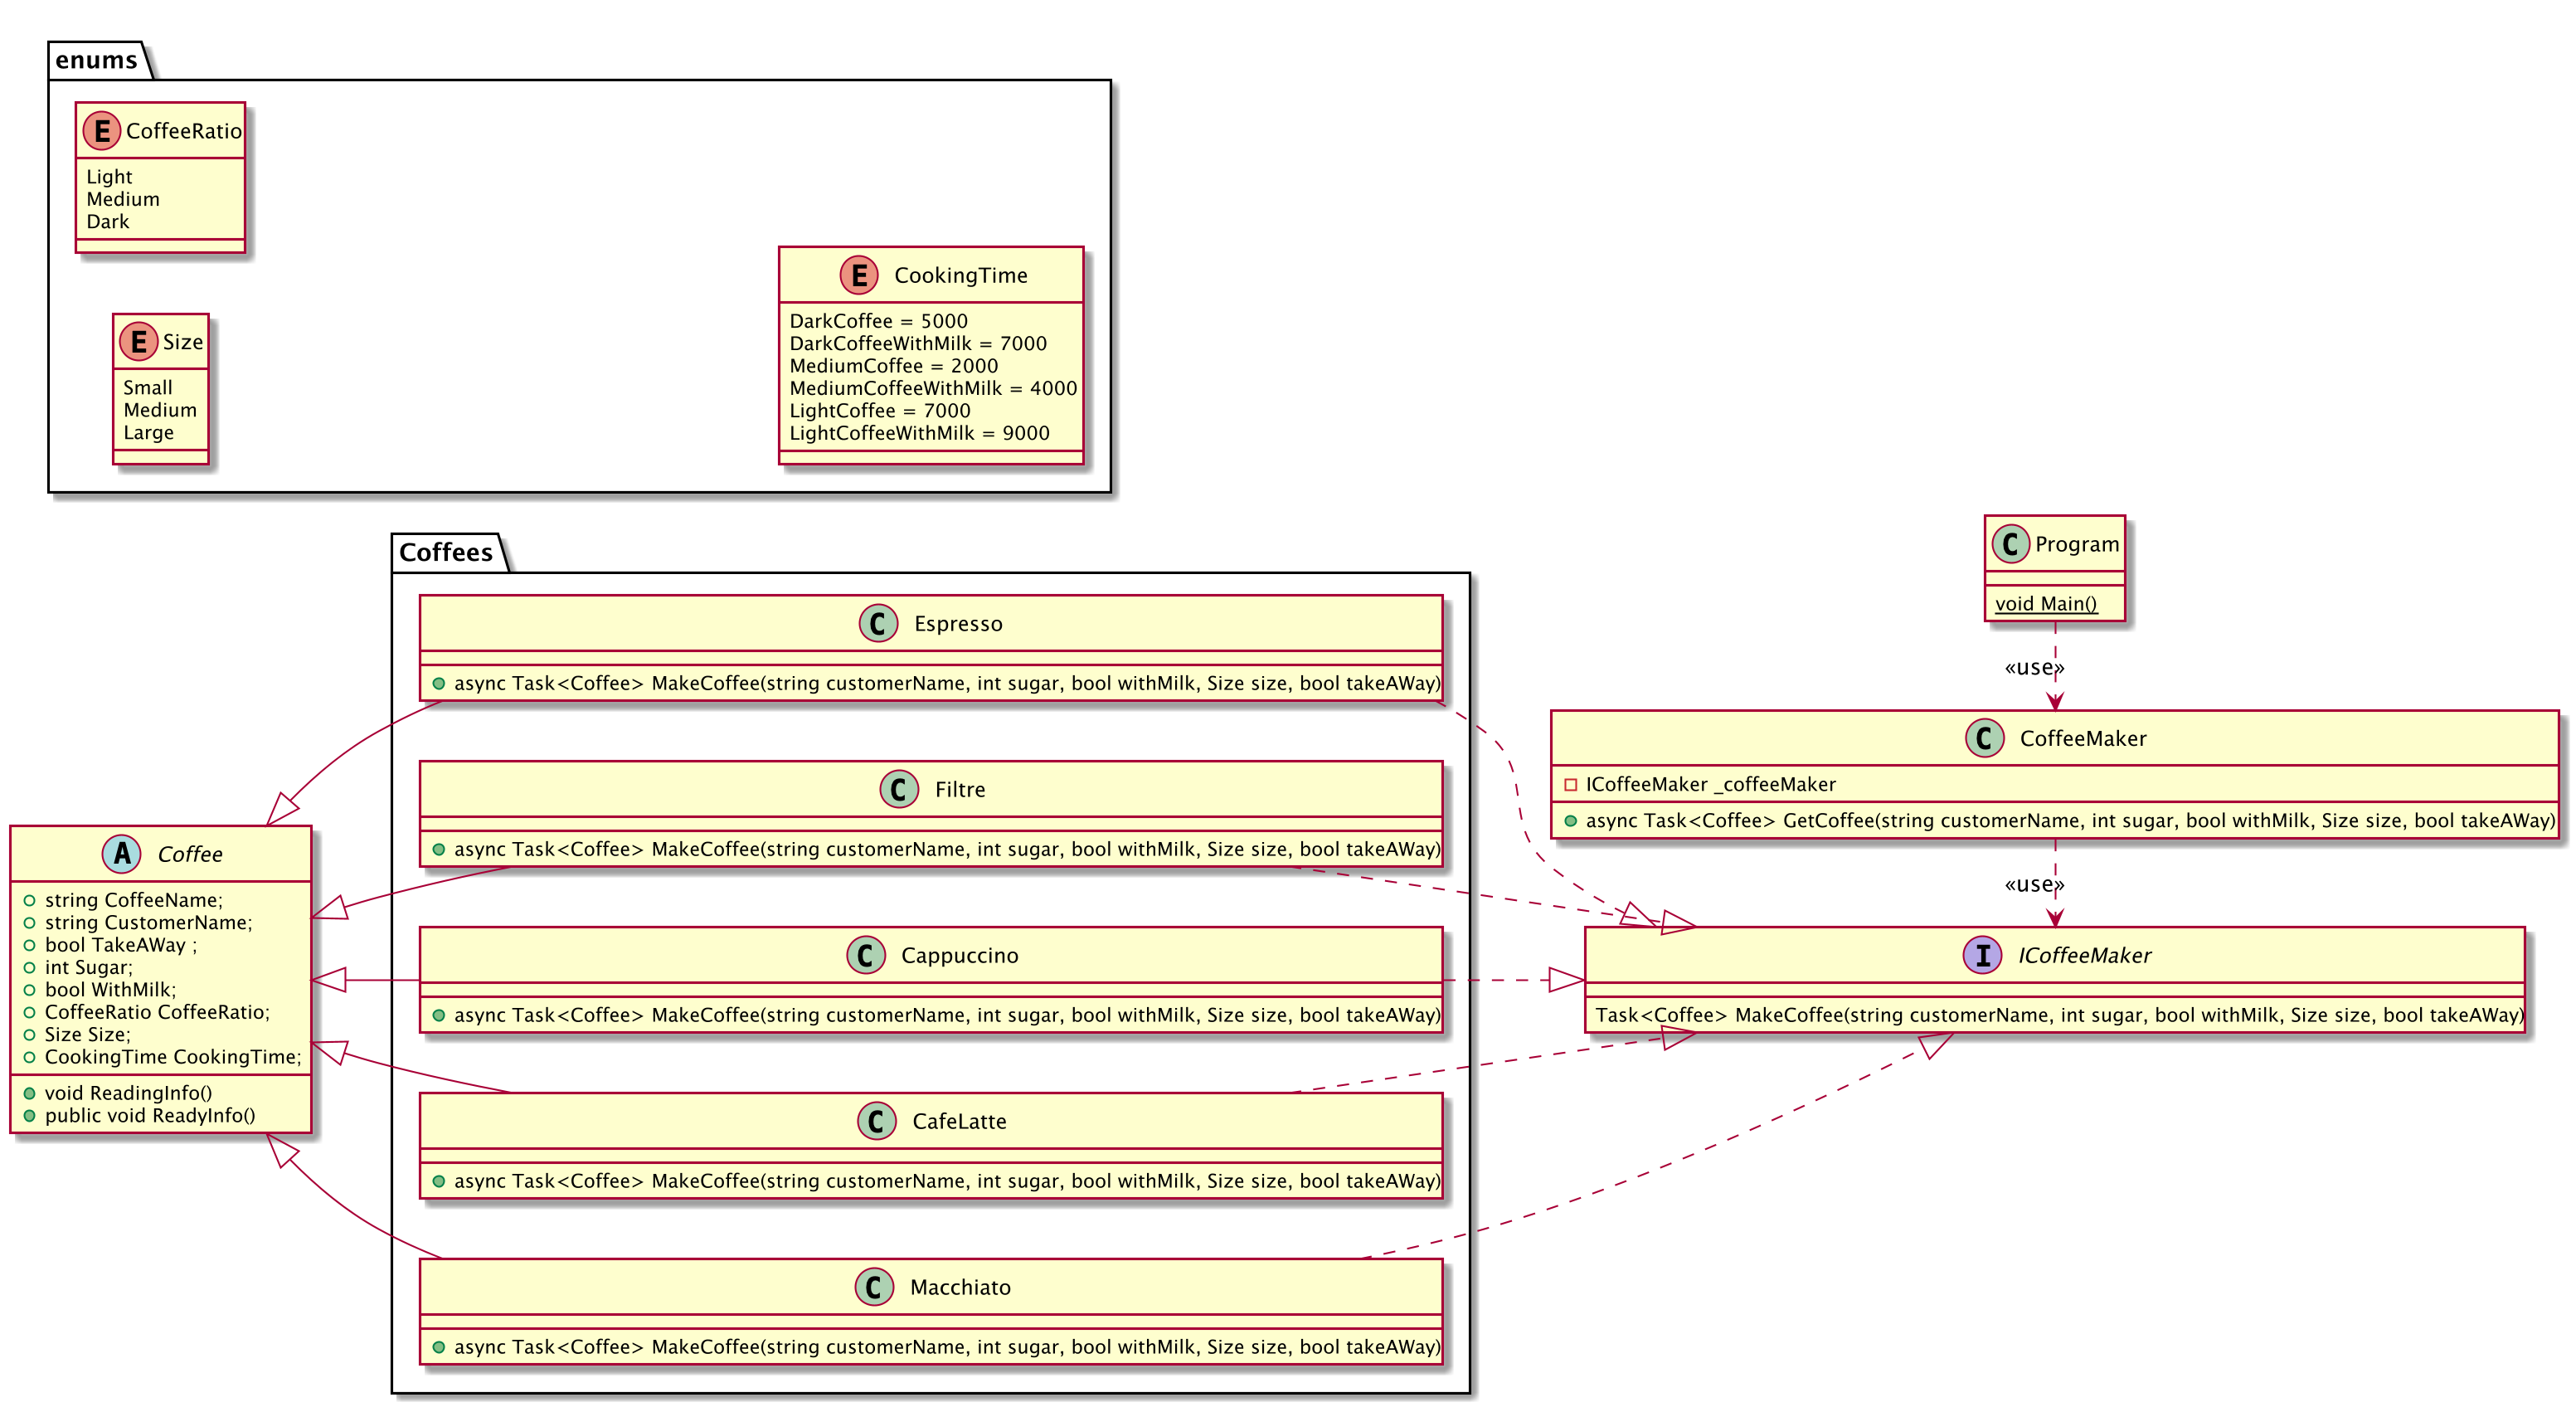 enums
E CoffeeRatio
Light
Medium
Dark
E Size
Small
Medium
Large
E CookingTime
DarkCoffee = 5000
DarkCoffeeWithMilk = 7000
MediumCoffee = 2000
MediumCoffeeWithMilk = 4000
LightCoffee = 7000
LightCoffeeWithMilk = 9000
A Coffee
string CoffeeName;
string CustomerName;
bool TakeAWay ;
int Sugar;
bool WithMilk;
CoffeeRatio CoffeeRatio;
Size Size;
CookingTime CookingTime;
void ReadingInfo()
public void ReadyInfo()
Coffees
C Espresso
async Task<Coffee> MakeCoffee(string customerName, int sugar, bool withMilk, Size size, bool takeAWay)
C Filtre
async Task<Coffee> MakeCoffee(string customerName, int sugar, bool withMilk, Size size, bool takeAWay)
C Cappuccino
async Task<Coffee> MakeCoffee(string customerName, int sugar, bool withMilk, Size size, bool takeAWay)
C CafeLatte
async Task<Coffee> MakeCoffee(string customerName, int sugar, bool withMilk, Size size, bool takeAWay)
C Macchiato
async Task<Coffee> MakeCoffee(string customerName, int sugar, bool withMilk, Size size, bool takeAWay)
C Program
void Main()
«use»
C CoffeeMaker
ICoffeeMaker _coffeeMaker
async Task<Coffee> GetCoffee(string customerName, int sugar, bool withMilk, Size size, bool takeAWay)
«use»
I ICoffeeMaker
Task<Coffee> MakeCoffee(string customerName, int sugar, bool withMilk, Size size, bool takeAWay)